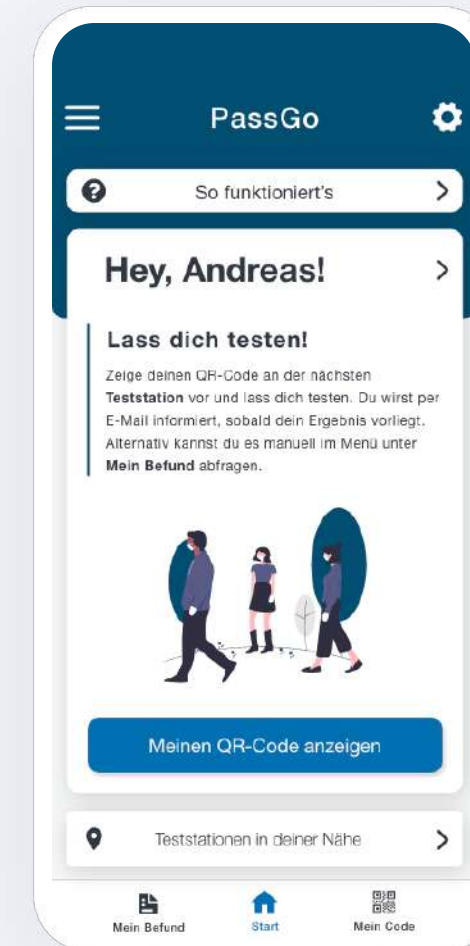 PassGo
So funktioniert's
Hey, Andreas!
Lass dich testen!
Zeige deinen QR-Code an der nächsten
Teststation vor und lass dich testen. Du wirst per
E-Mail informiert, sobald dein Ergebnis vorliegt.
Alternativ kannst du es manuell im Menü unter
Mein Befund abfragen.
Meinen QR-Code anzeigen
Teststationen in deiner Nähe
Mein Befund
Start
Mein Code